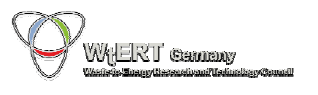 WtERT Germany
Waste-to-Energy Research and Technology Council